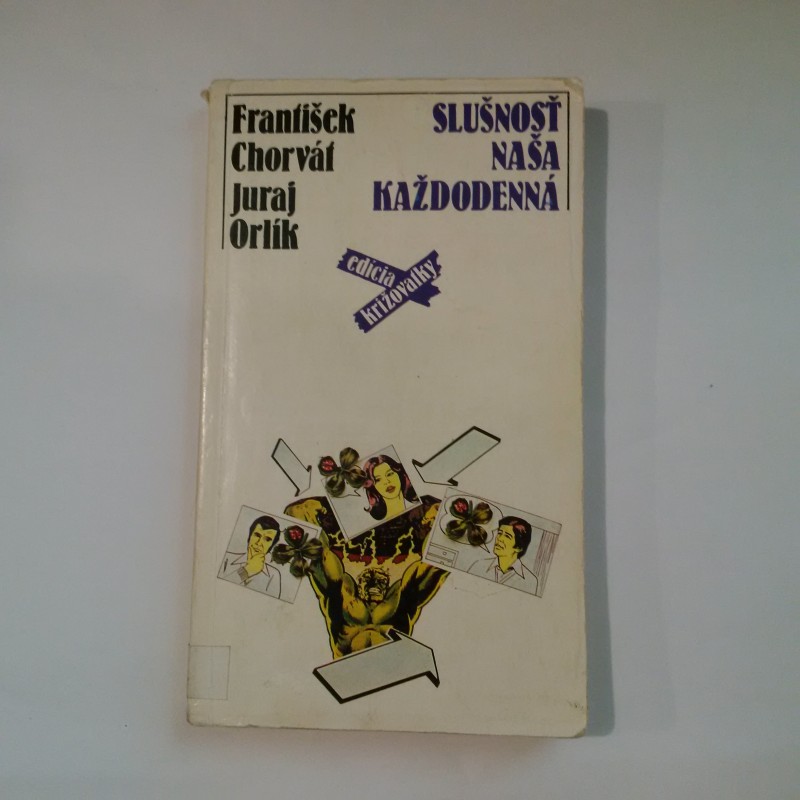 František
Chorvát
Juraj
Orlík
SLUŠNOSŤ
NAŠA
KAŽDODENNÁ
edícia
križovatky